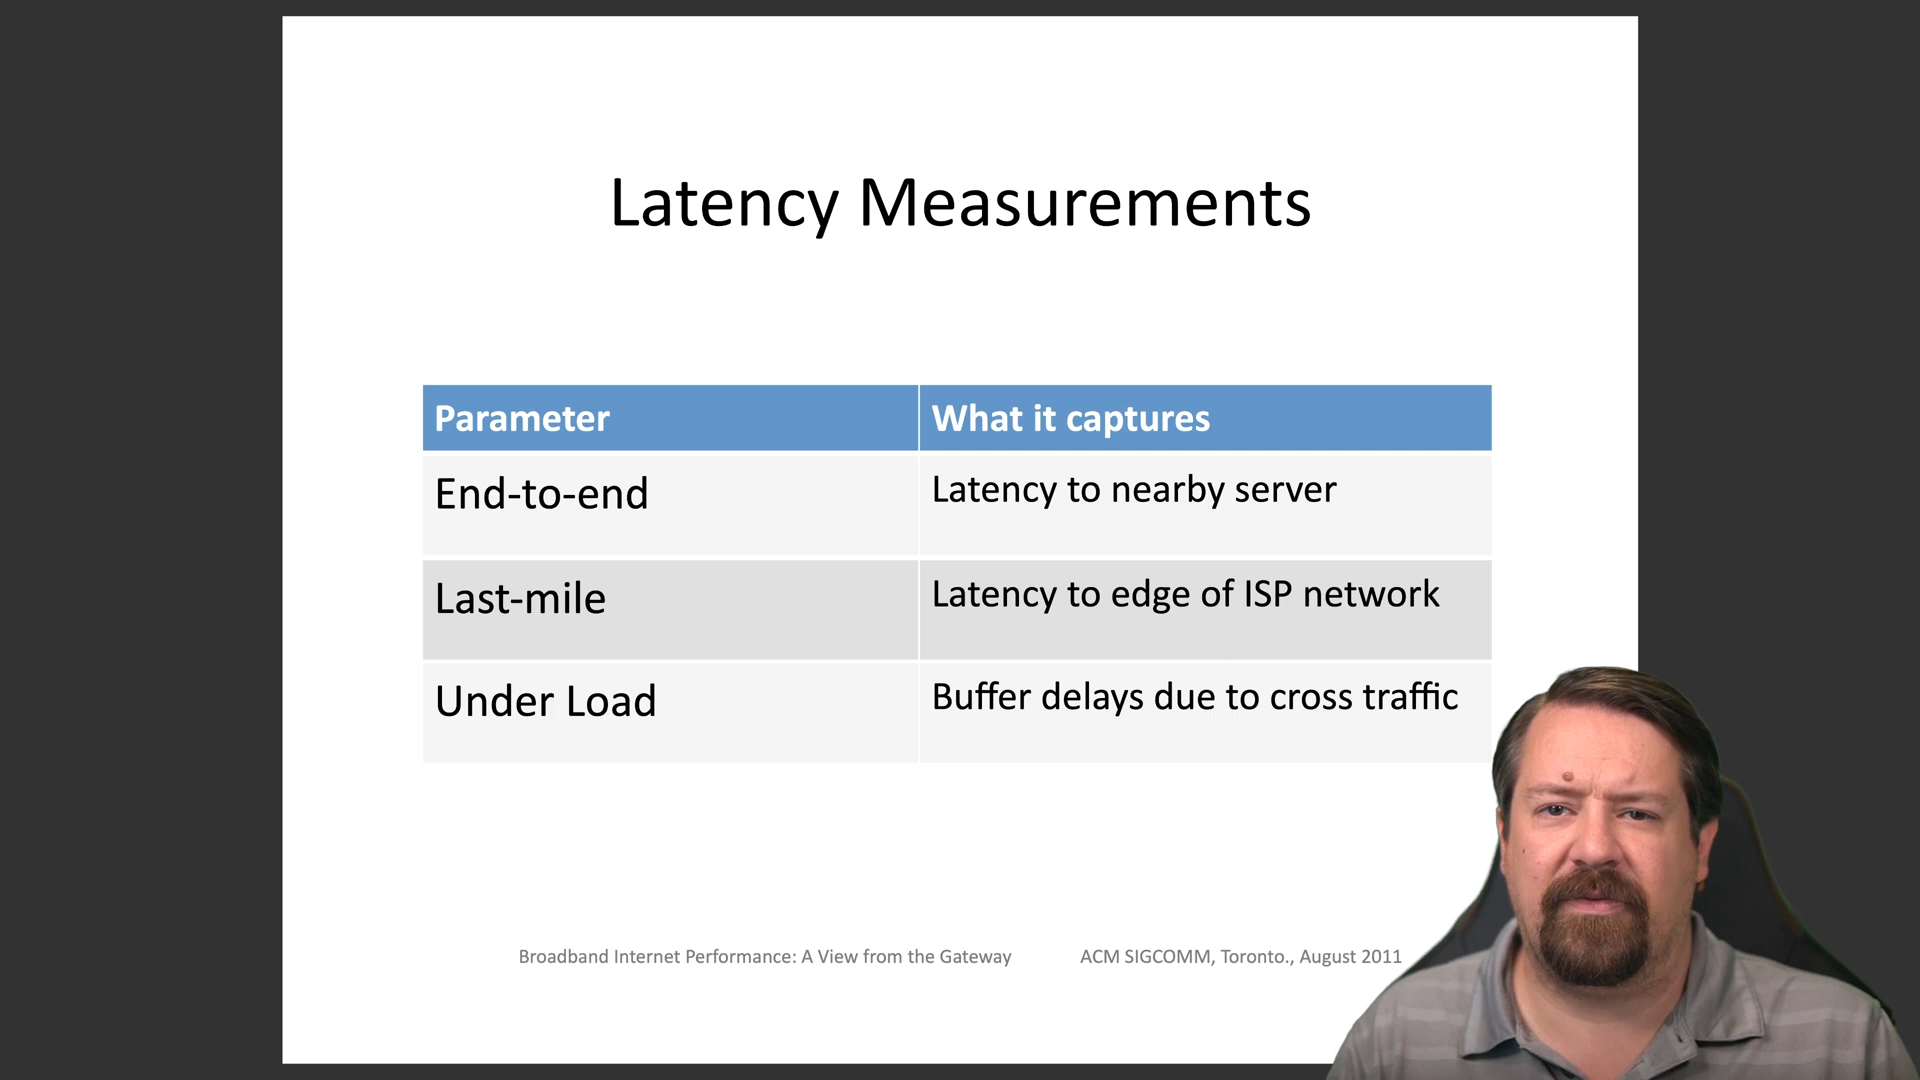 Latency Measurements
Parameter What it captures
End-to-end Latency to nearby server
Last-mile Latency to edge of ISP network
Under Load Buffer delays due to cross traffic
Broadband Internet Performance: A View from the Gateway ACM SIGCOMM, Toronto., August 2011